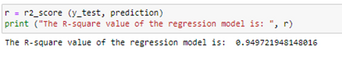 r = r2_score (y_test, prediction)
print ("The R-square value of the regression model is: ", r)
The R-square value of the regression model is:  0.949721948148016